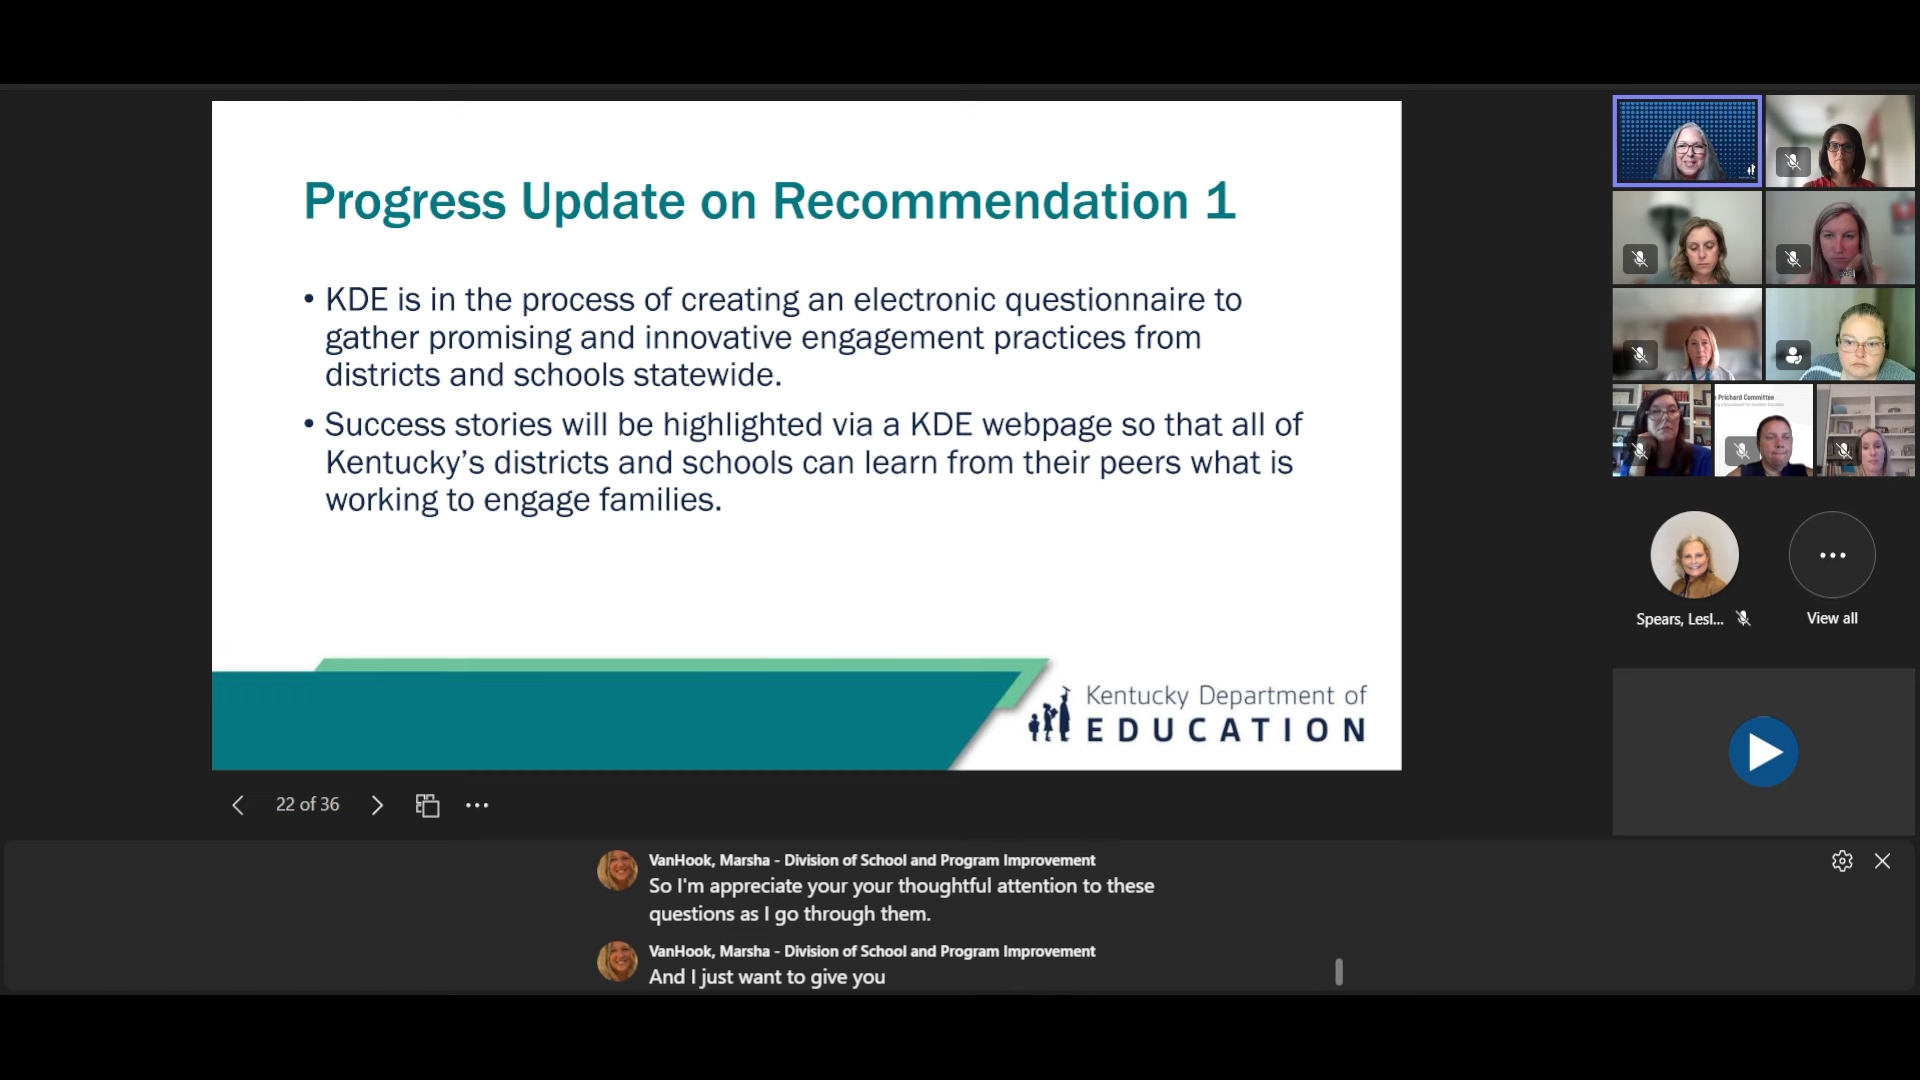 Progress Update on Recommendation 1
• KDE is in the process of creating an electronic questionnaire to
gather promising and innovative engagement practices from
districts and schools statewide.
• Success stories will be highlighted via a KDE webpage so that all of
Kentucky’s districts and schools can learn from their peers what is
working to engage families.
Kentucky Department of
EDUCATION
22 of 36
Prichard Committee
Spears, Lesl...
View all
VanHook, Marsha - Division of School and Program Improvement
So I'm appreciate your your thoughtful attention to these
questions as I go through them.
VanHook, Marsha - Division of School and Program Improvement
And I just want to give you